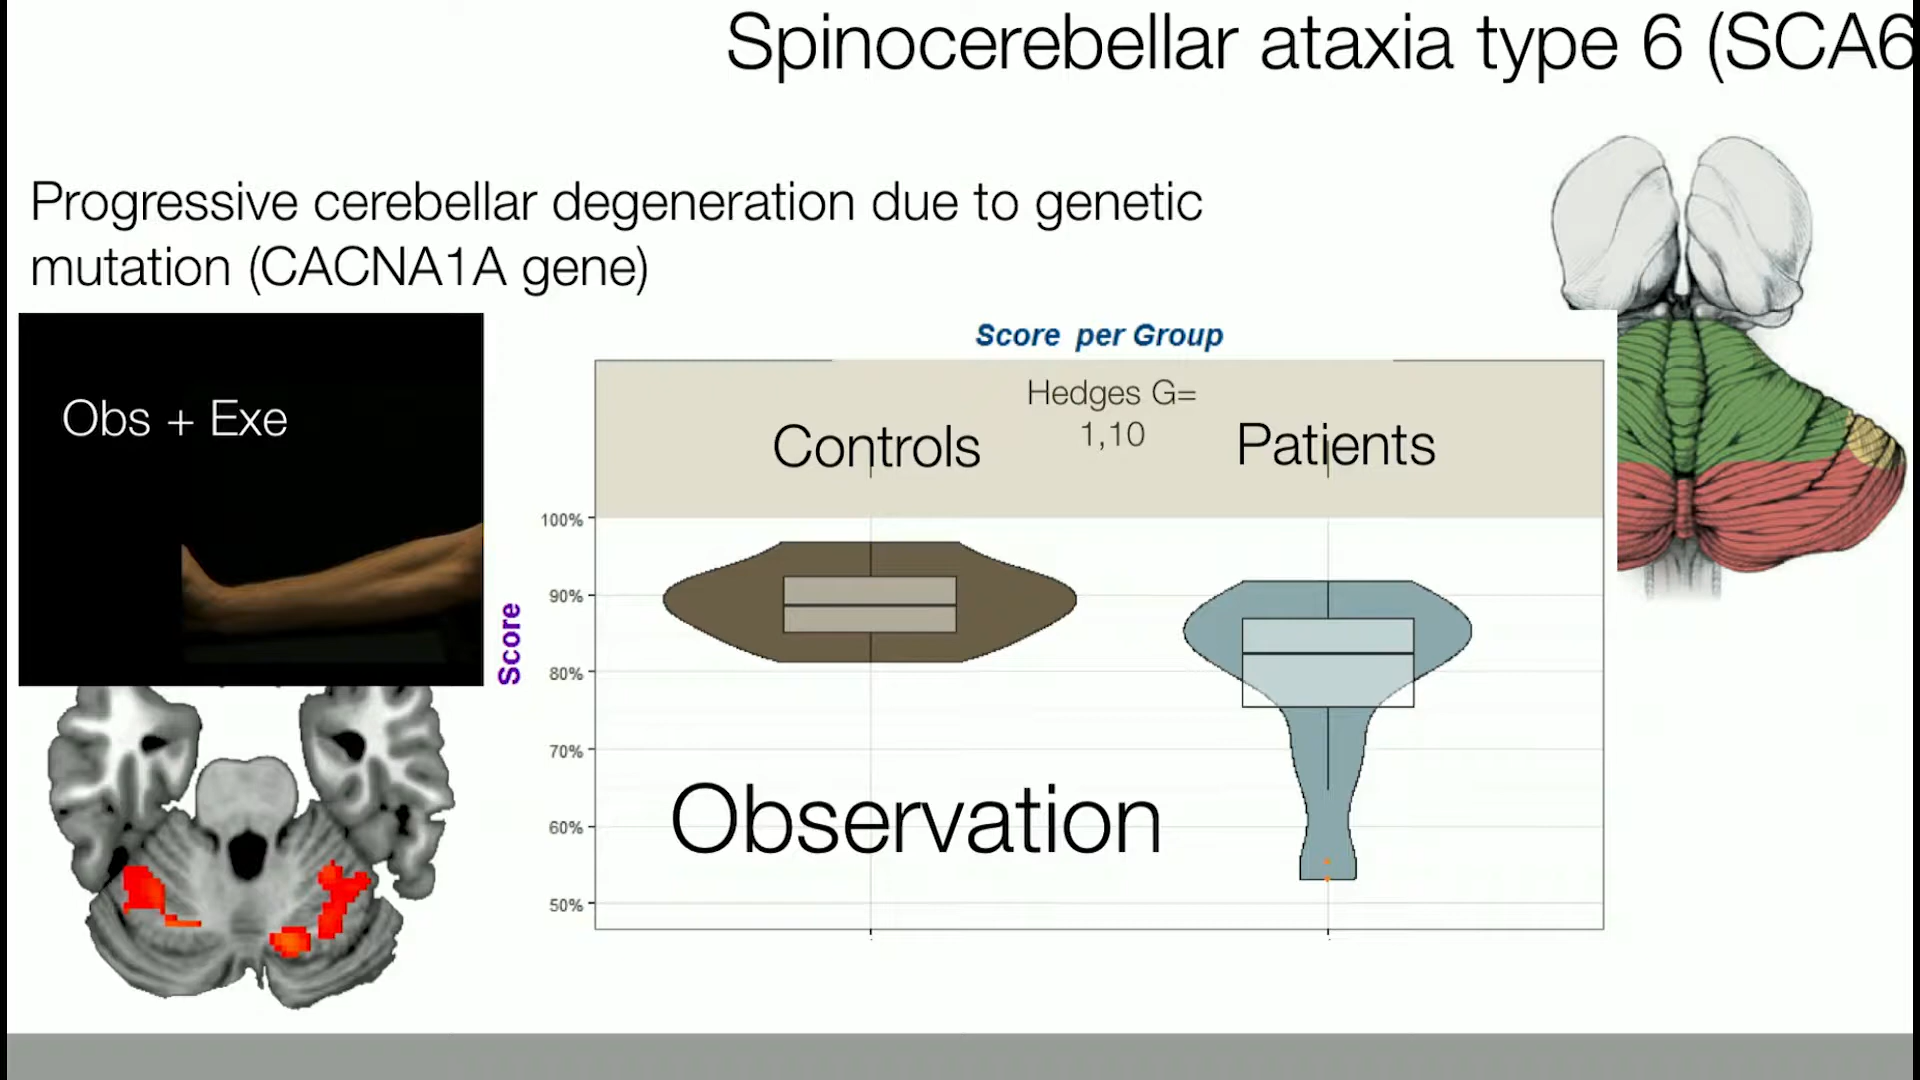 Spinocerebellar ataxia type 6 (SCA6
Progressive cerebellar degeneration due to genetic
mutation (CACNA1A gene)
Obs + Exe
Score per Group
Hedges G=
1,10
Controls
Patients
Score
100%
90%
80%
70%
60%
50%
Observation